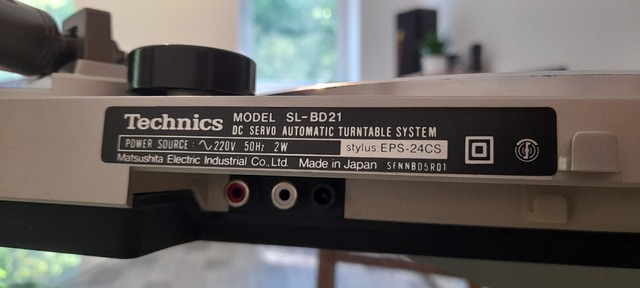 Technics MODEL SL-BD21
DC SERVO AUTOMATIC TURNTABLE SYSTEM
POWER SOURCE: ∿220V 50Hz 2W stylus: EPS-24CS
Matsushita Electric Industrial Co., Ltd. Made in Japan SFNNBD5R01